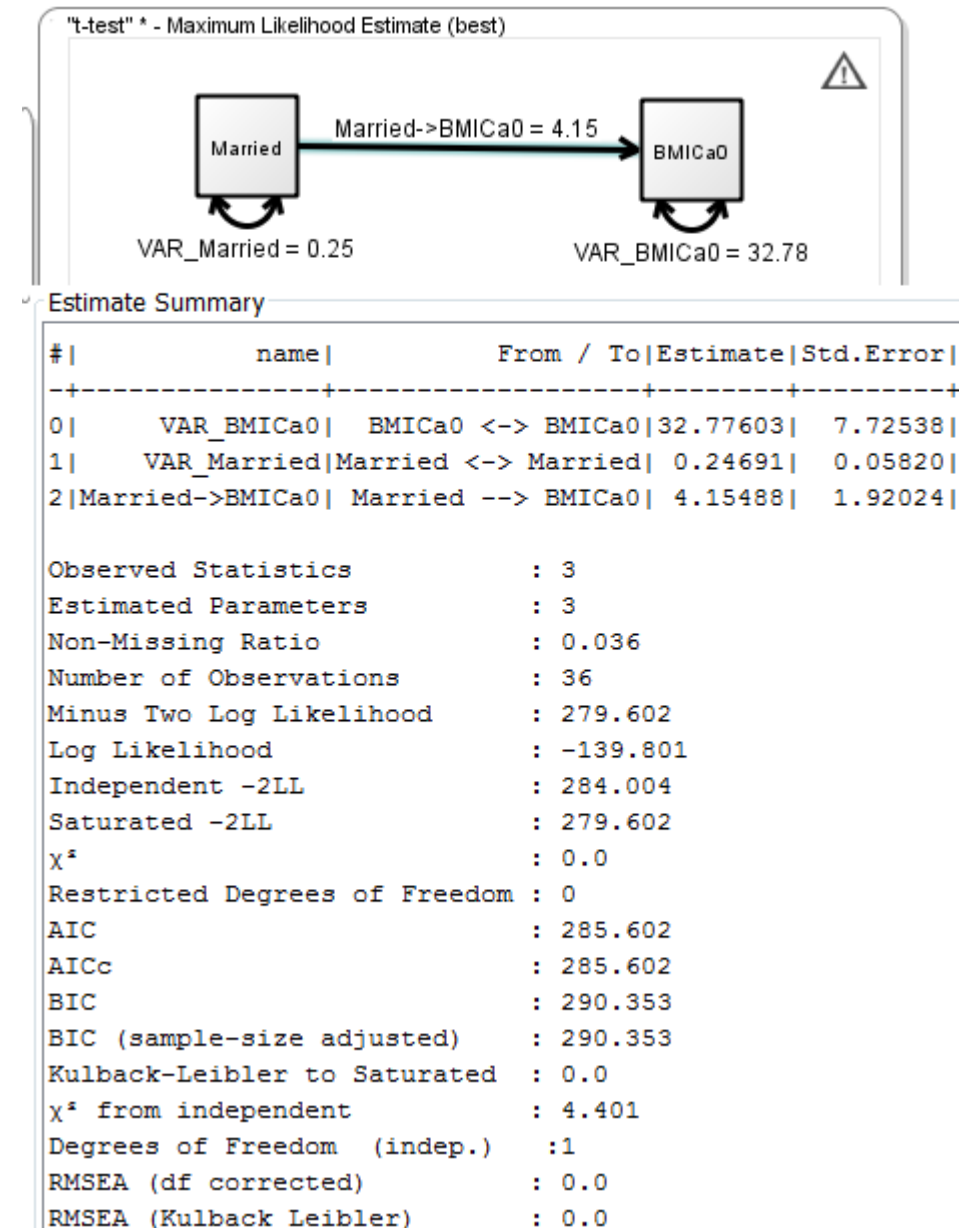 "t-test" * - Maximum Likelihood Estimate (best)
Married->BMICa0 = 4.15
Married
BMICa0
VAR_Married = 0.25
VAR_BMICa0 = 32.78
Estimate Summary
#|           name|          From / To|Estimate|Std.Error|
-+---------------+-------------------+--------+---------+
0|     VAR_BMICa0|  BMICa0 <-> BMICa0|32.77603|  7.72538|
1|    VAR_Married|Married <-> Married| 0.24691|  0.05820|
2|Married->BMICa0| Married --> BMICa0| 4.15488|  1.92024|
Observed Statistics            : 3
Estimated Parameters           : 3
Non-Missing Ratio              : 0.036
Number of Observations         : 36
Minus Two Log Likelihood       : 279.602
Log Likelihood                 : -139.801
Independent -2LL               : 284.004
Saturated -2LL                 : 279.602
χ²                             : 0.0
Restricted Degrees of Freedom : 0
AIC                            : 285.602
AICc                           : 285.602
BIC                            : 290.353
BIC (sample-size adjusted)     : 290.353
Kulback-Leibler to Saturated   : 0.0
χ² from independent            : 4.401
Degrees of Freedom  (indep.)    :1
RMSEA (df corrected)           : 0.0
RMSEA (Kulback Leibler)        : 0.0